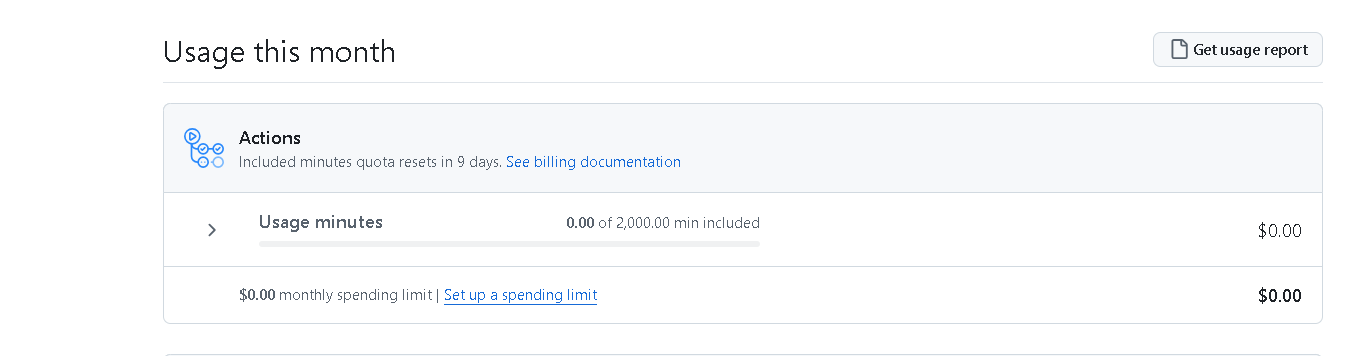 Usage this month
Get usage report
Actions
Included minutes quota resets in 9 days. See billing documentation
Usage minutes 0.00 of 2,000.00 min included $0.00
$0.00 monthly spending limit | Set up a spending limit $0.00